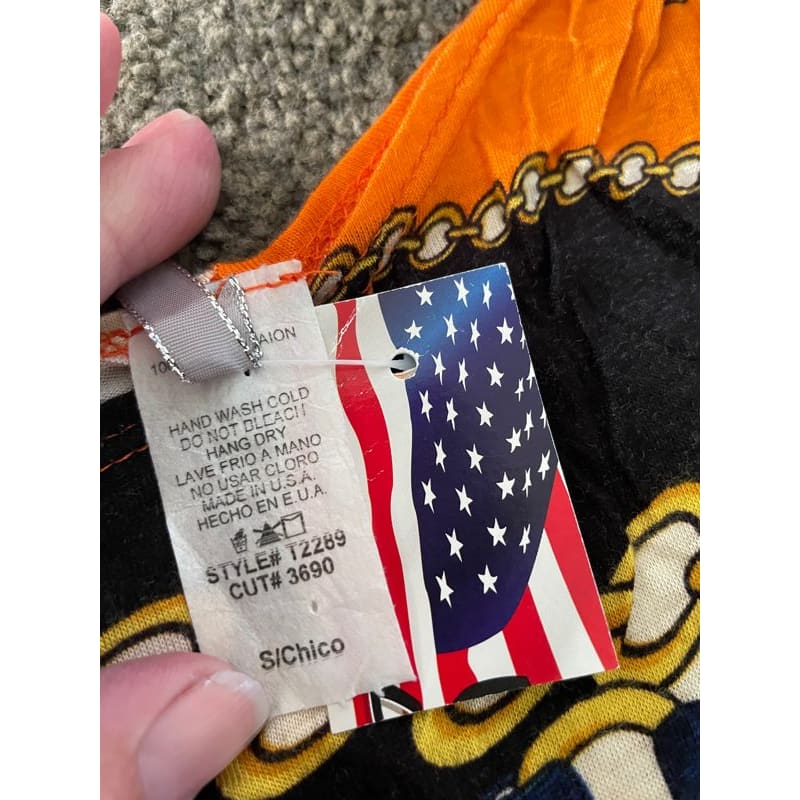 HAND WASH COLD
DO NOT BLEACH
HANG DRY
LAVE FRIO A MANO
NO USAR CLORO
MADE IN U.S.A.
HECHO EN E.U.A.
STYLE# T2289
CUT# 3690
S/Chico